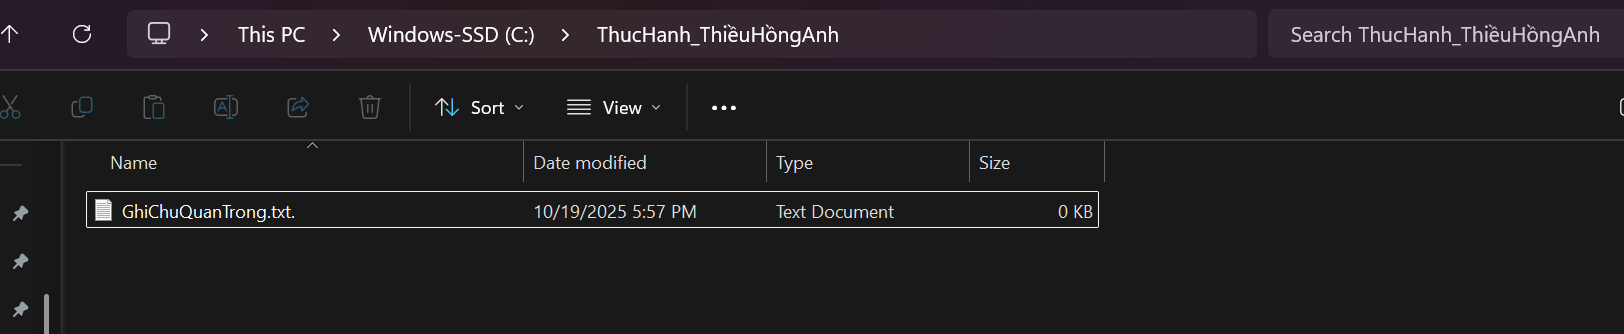 This PC > Windows-SSD (C:) > ThucHanh_ThiềuHồngAnh
Search ThucHanh_ThiềuHồngAnh
Sort View
Name Date modified Type Size
GhiChuQuanTrong.txt. 10/19/2025 5:57 PM Text Document 0 KB